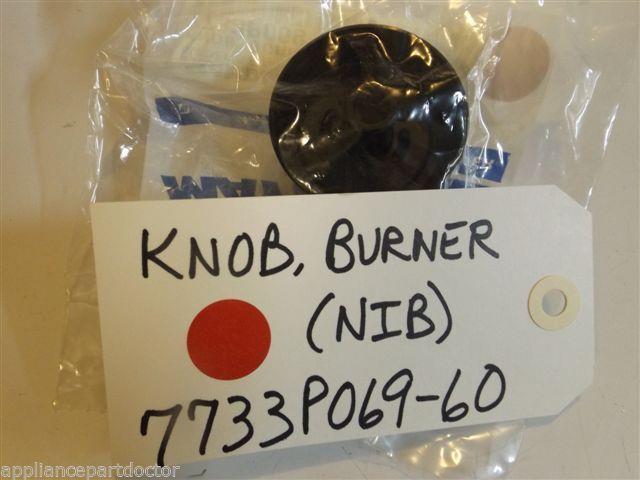 KNOB, BURNER
(NIB)
7733P069-60
appliancepartdoctor